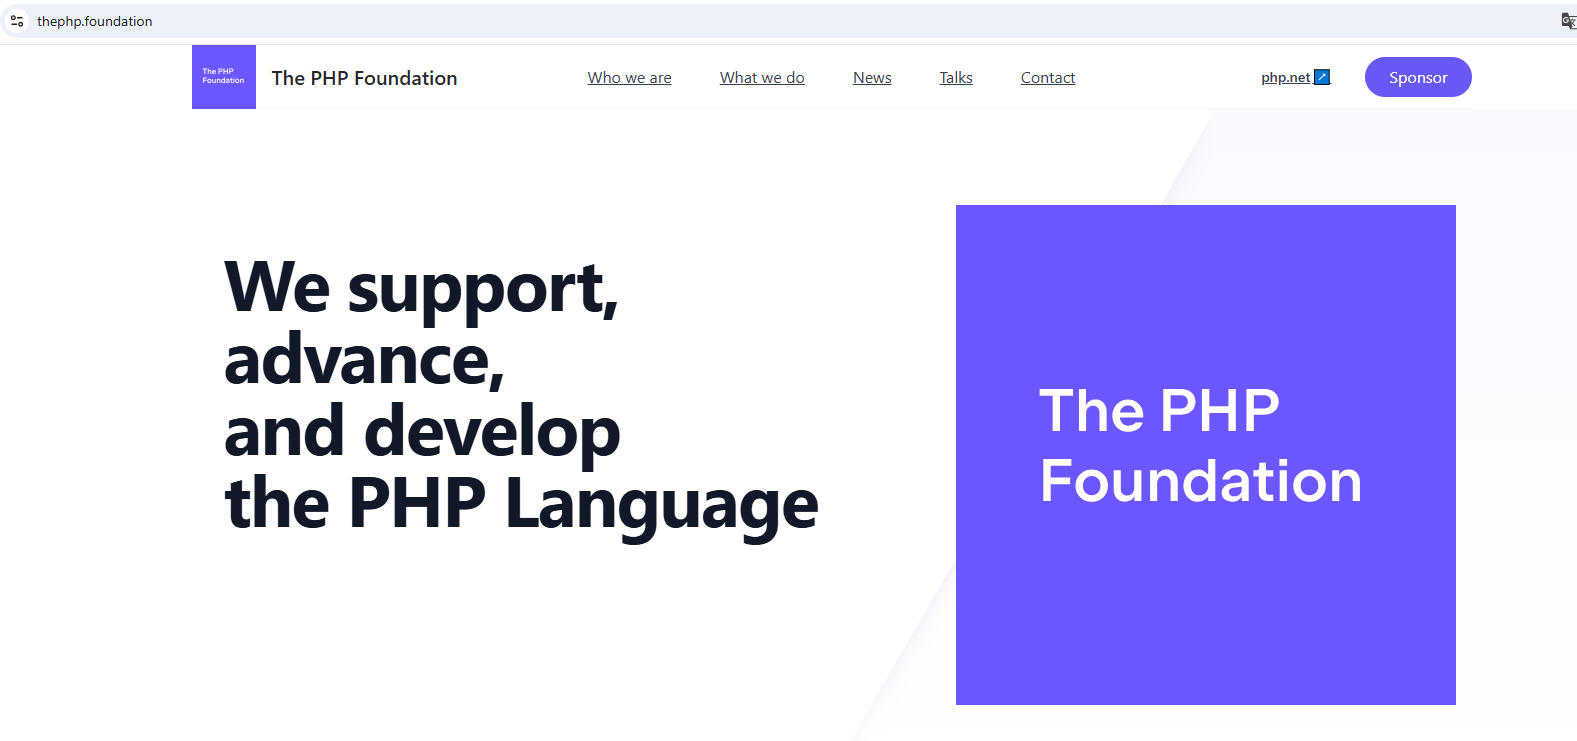 thephp.foundation
The PHP
Foundation
The PHP Foundation
Who we are
What we do
News
Talks
Contact
php.net
Sponsor
We support,
advance,
and develop
the PHP Language
The PHP
Foundation